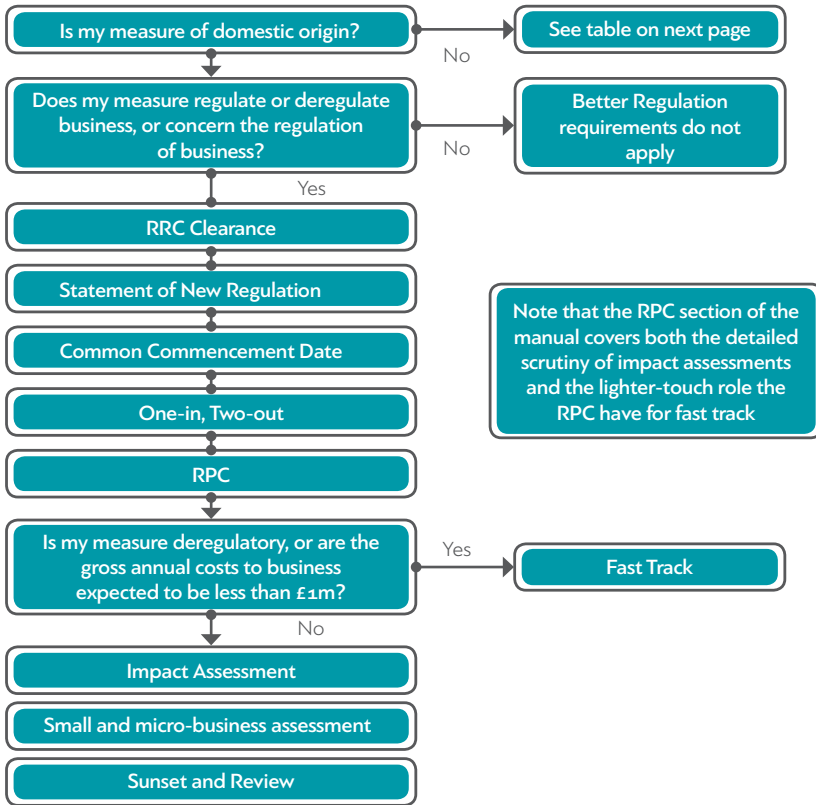 Is my measure of domestic origin?
See table on next page
No
Does my measure regulate or deregulate
business, or concern the regulation
of business?
Better Regulation
requirements do not
apply
No
Yes
RRC Clearance
Statement of New Regulation
Common Commencement Date
One-in, Two-out
RPC
Note that the RPC section of the
manual covers both the detailed
scrutiny of impact assessments
and the lighter-touch role the
RPC have for fast track
Is my measure deregulatory, or are the
gross annual costs to business
expected to be less than £1m?
Yes
Fast Track
No
Impact Assessment
Small and micro-business assessment
Sunset and Review